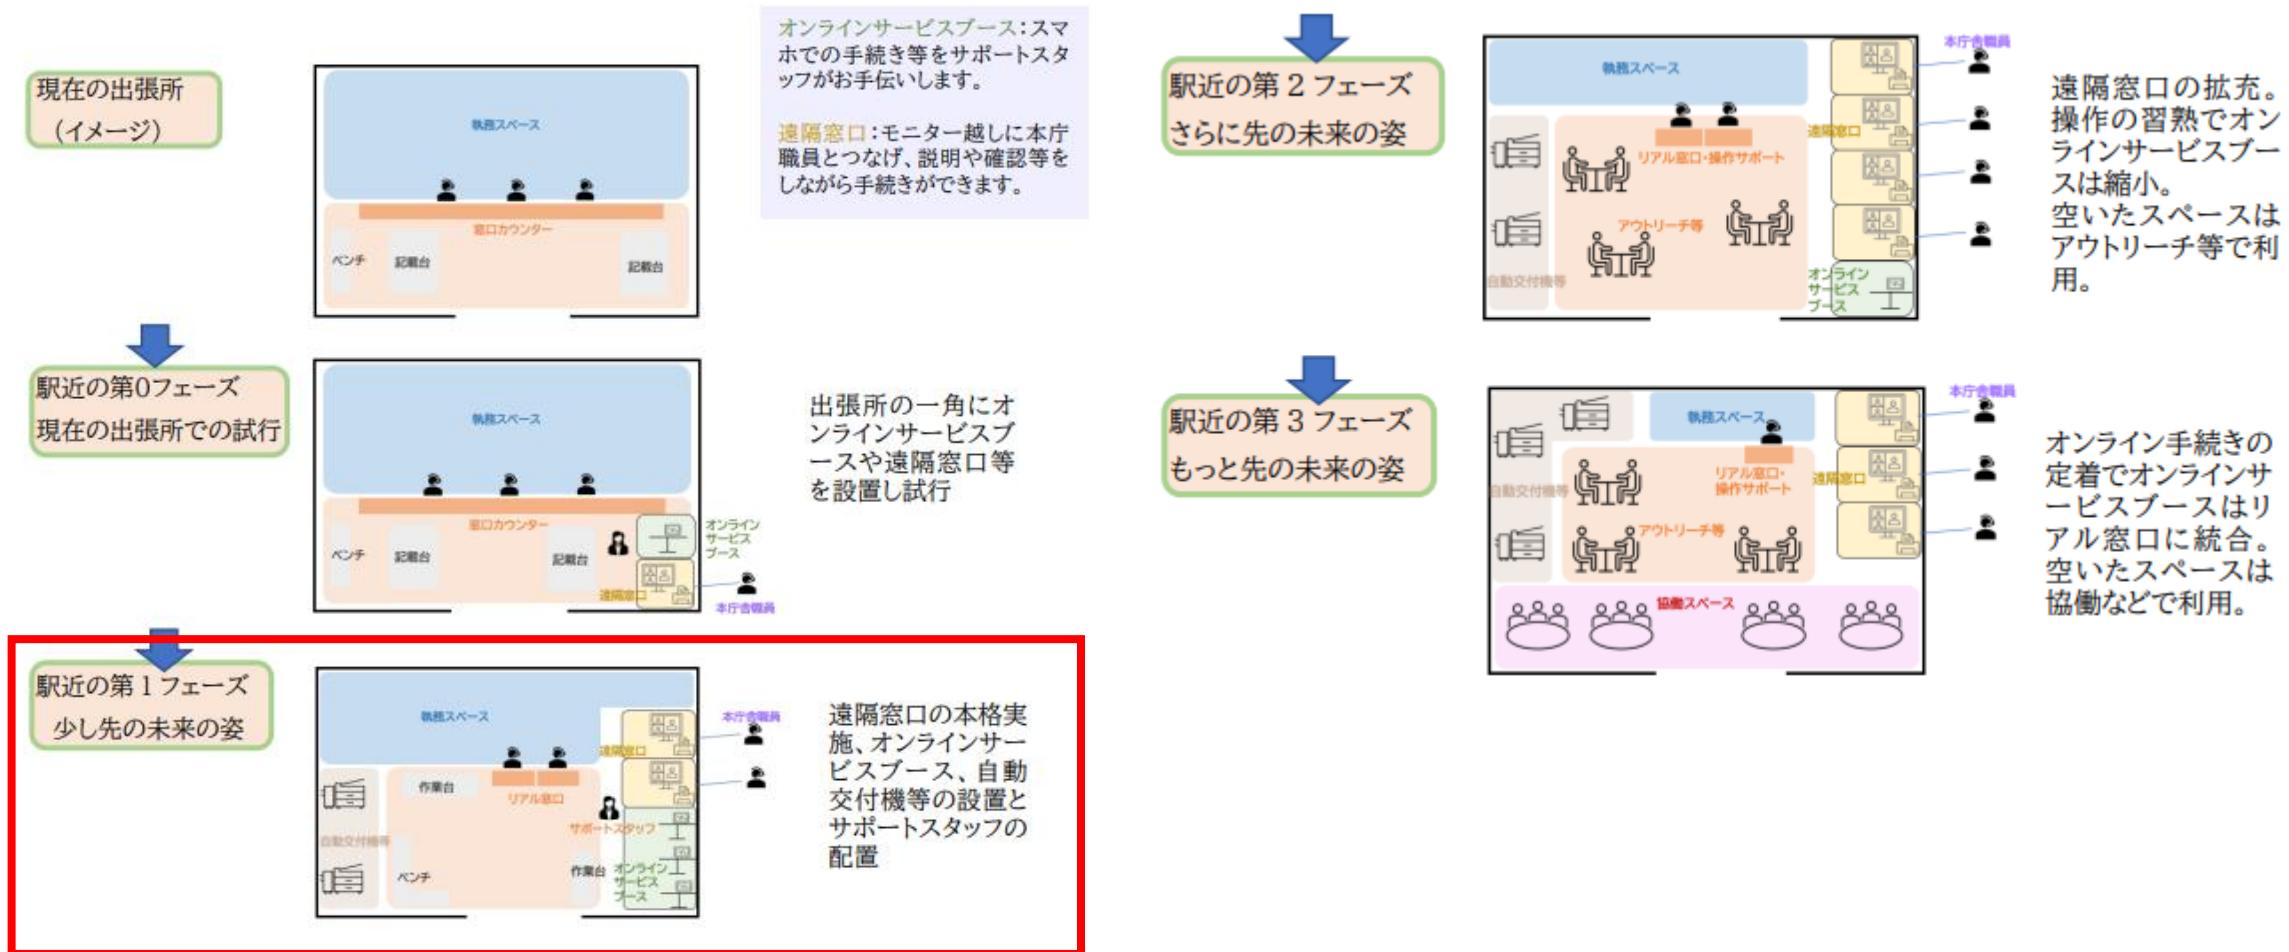 現在の出張所
（イメージ）
執務スペース
窓口カウンター
ベンチ
記載台
記載台
オンラインサービスブース：スマ
ホでの手続き等をサポートスタ
ッフがお手伝いします。
遠隔窓口：モニター越しに本庁
職員とつなげ、説明や確認等を
しながら手続きができます。
駅近の第0フェーズ
現在の出張所での試行
執務スペース
窓口カウンター
ベンチ
記載台
記載台
オンライン
サービス
ブース
遠隔窓口
本庁舎職員
出張所の一角にオ
ンラインサービスブ
ースや遠隔窓口等
を設置し試行
駅近の第１フェーズ
少し先の未来の姿
執務スペース
本庁舎職員
遠隔窓口
作業台
リアル窓口
サポートスタッフ
自動交付機等
ベンチ
作業台
オンライン
サービス
ブース
遠隔窓口の本格実
施、オンラインサー
ビスブース、自動
交付機等の設置と
サポートスタッフの
配置
駅近の第２フェーズ
さらに先の未来の姿
執務スペース
本庁舎職員
遠隔窓口
リアル窓口・操作サポート
アウトリーチ等
自動交付機等
オンライン
サービス
ブース
遠隔窓口の拡充。
操作の習熟でオン
ラインサービスブー
スは縮小。
空いたスペースは
アウトリーチ等で利
用。
駅近の第３フェーズ
もっと先の未来の姿
執務スペース
本庁舎職員
リアル窓口・
操作サポート
遠隔窓口
自動交付機等
アウトリーチ等
協働スペース
オンライン手続きの
定着でオンラインサ
ービスブースはリ
アル窓口に統合。
空いたスペースは
協働などで利用。